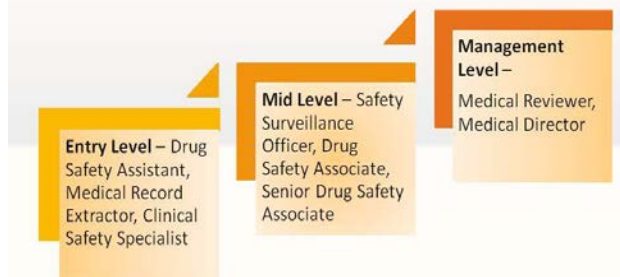 Entry Level – Drug
Safety Assistant,
Medical Record
Extractor, Clinical
Safety Specialist
Mid Level – Safety
Surveillance
Officer, Drug
Safety Associate,
Senior Drug Safety
Associate
Management
Level –
Medical Reviewer,
Medical Director